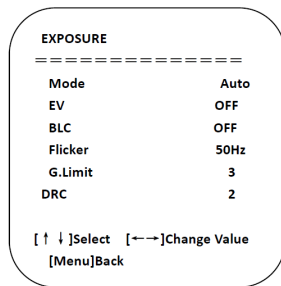 EXPOSURE
==============
Mode Auto
EV OFF
BLC OFF
Flicker 50Hz
G.Limit 3
DRC 2
[↑ ↓]Select [←→]Change Value
[Menu]Back